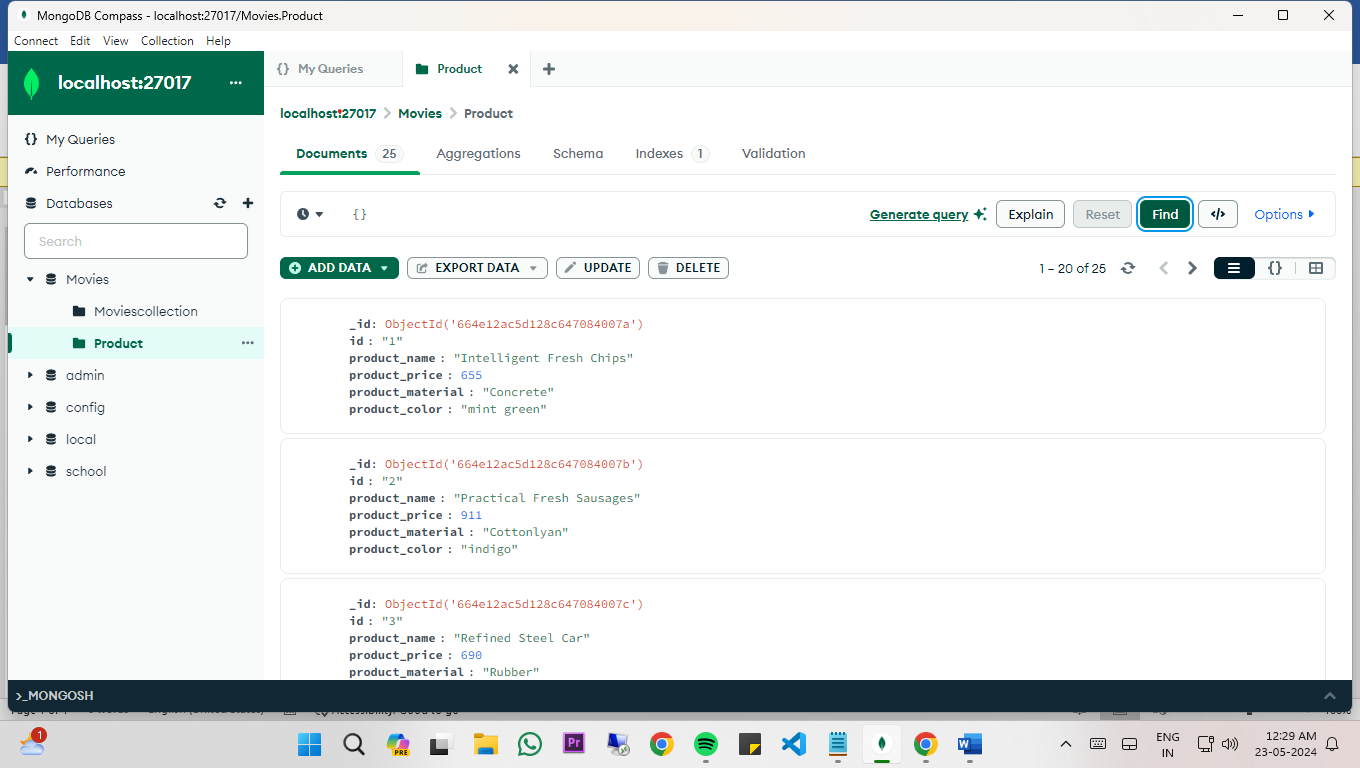 MongoDB Compass - localhost:27017/Movies.Product
Connect Edit View Collection Help
localhost:27017 ...
{} My Queries
Product
localhost:27017 > Movies > Product
My Queries
Performance
Databases
Search
Movies
Moviescollection
Product ...
admin
config
local
school
Documents 25 Aggregations Schema Indexes 1 Validation
{} Generate query Explain Reset Find </> Options
ADD DATA EXPORT DATA UPDATE DELETE 1 – 20 of 25 {}
_id: ObjectId('664e12ac5d128c647084007a')
id : "1"
product_name : "Intelligent Fresh Chips"
product_price : 655
product_material : "Concrete"
product_color : "mint green"
_id: ObjectId('664e12ac5d128c647084007b')
id : "2"
product_name : "Practical Fresh Sausages"
product_price : 911
product_material : "Cottonlyan"
product_color : "indigo"
_id: ObjectId('664e12ac5d128c647084007c')
id : "3"
product_name : "Refined Steel Car"
product_price : 690
product_material : "Rubber"
>_MONGOSH
1
PRE
Pr
W
ENG
IN
12:29 AM
23-05-2024